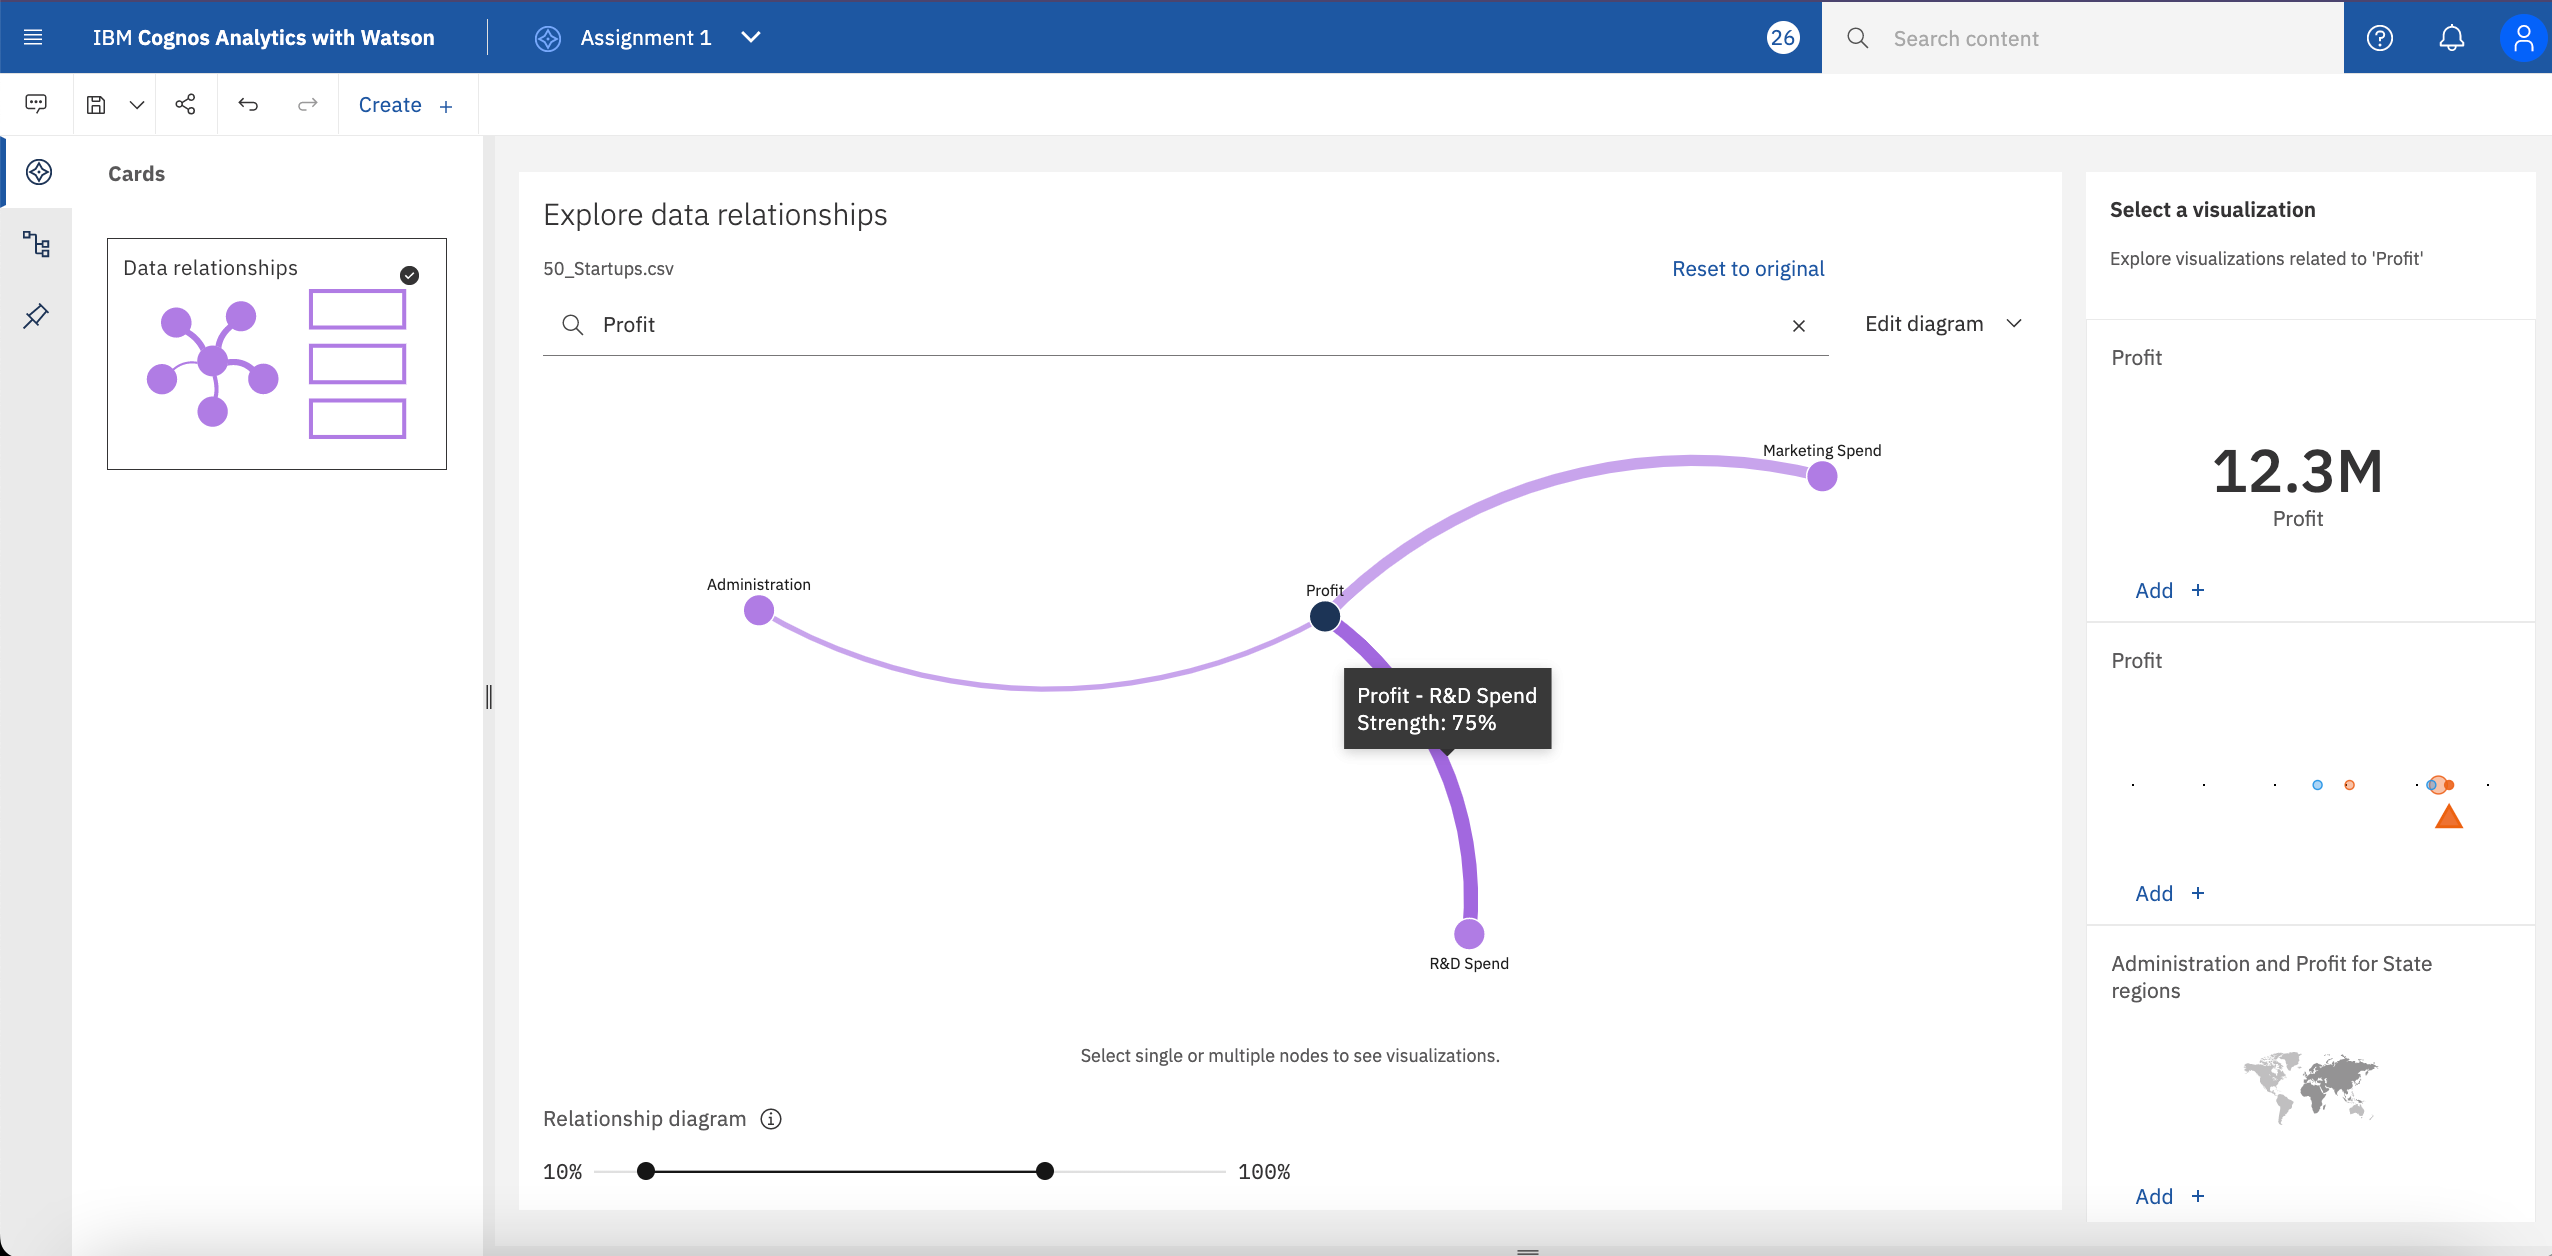 IBM Cognos Analytics with Watson
Assignment 1
26
Search content
Create +
Cards
Data relationships
Explore data relationships
50_Startups.csv
Reset to original
Profit
Edit diagram
Marketing Spend
Administration
Profit
Profit - R&D Spend
Strength: 75%
R&D Spend
Select single or multiple nodes to see visualizations.
Relationship diagram
10%
100%
Select a visualization
Explore visualizations related to 'Profit'
Profit
12.3M
Profit
Add +
Profit
Add +
Administration and Profit for State
regions
Add +